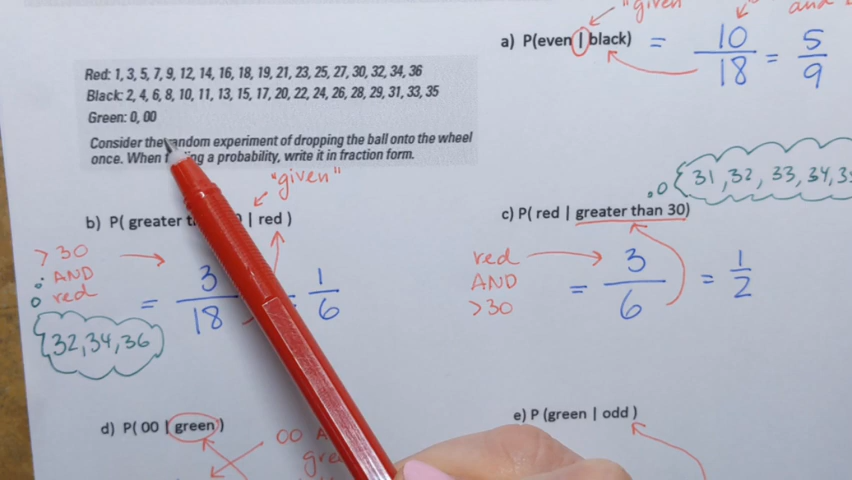 "given"
and
a) P(even | black) = 10/18 = 5/9
Red: 1, 3, 5, 7, 9, 12, 14, 16, 18, 19, 21, 23, 25, 27, 30, 32, 34, 36
Black: 2, 4, 6, 8, 10, 11, 13, 15, 17, 20, 22, 24, 26, 28, 29, 31, 33, 35
Green: 0, 00
Consider the random experiment of dropping the ball onto the wheel
once. When a probability, write it in fraction form.
"given"
b) P( greater | red )
> 30
AND
red
= 3/18 = 1/6
32, 34, 36
31, 32, 33, 34, 3
c) P( red | greater than 30)
red
AND
>30
= 3/6 = 1/2
d) P( 00 | green )
00
gre
e) P (green | odd )